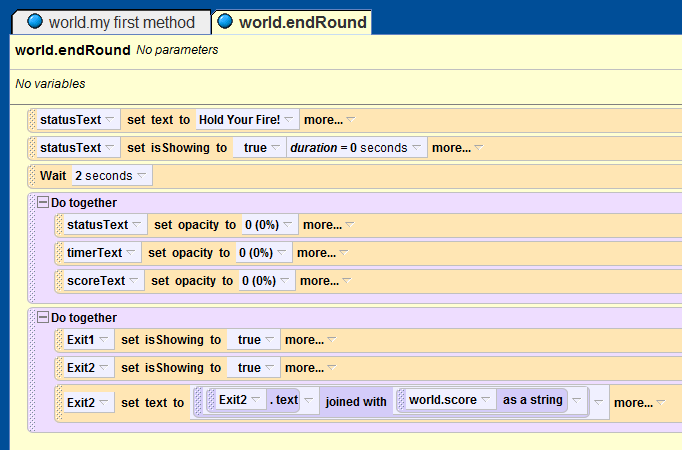 world.my first method world.endRound
world.endRound No parameters
No variables
statusText set text to Hold Your Fire! more...
statusText set isShowing to true duration = 0 seconds more...
Wait 2 seconds
Do together
statusText set opacity to 0 (0%) more...
timerText set opacity to 0 (0%) more...
scoreText set opacity to 0 (0%) more...
Do together
Exit1 set isShowing to true more...
Exit2 set isShowing to true more...
Exit2 set text to Exit2 . text joined with world.score as a string more...